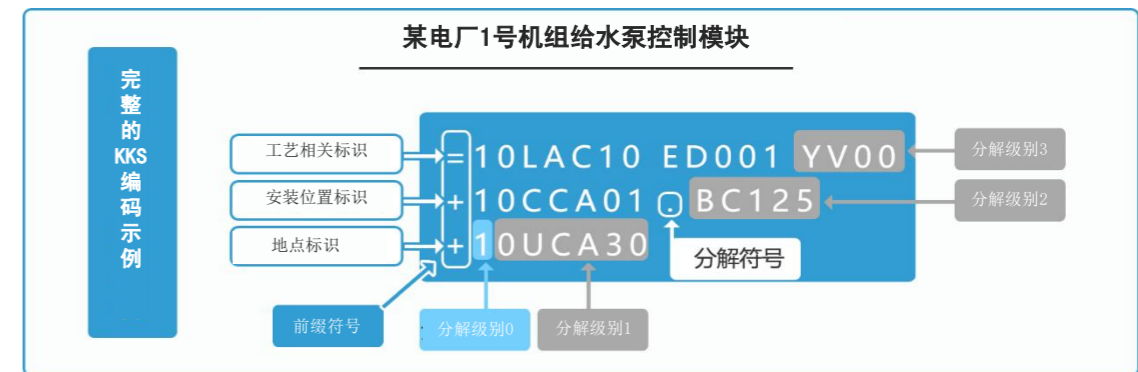 某电厂1号机组给水泵控制模块
完整的KKS编码示例
工艺相关标识
=10LAC10 ED001 YV00
分解级别3
安装位置标识
+10CCA01 . BC125
分解级别2
地点标识
+10UCA30
分解符号
前缀符号
分解级别0
分解级别1